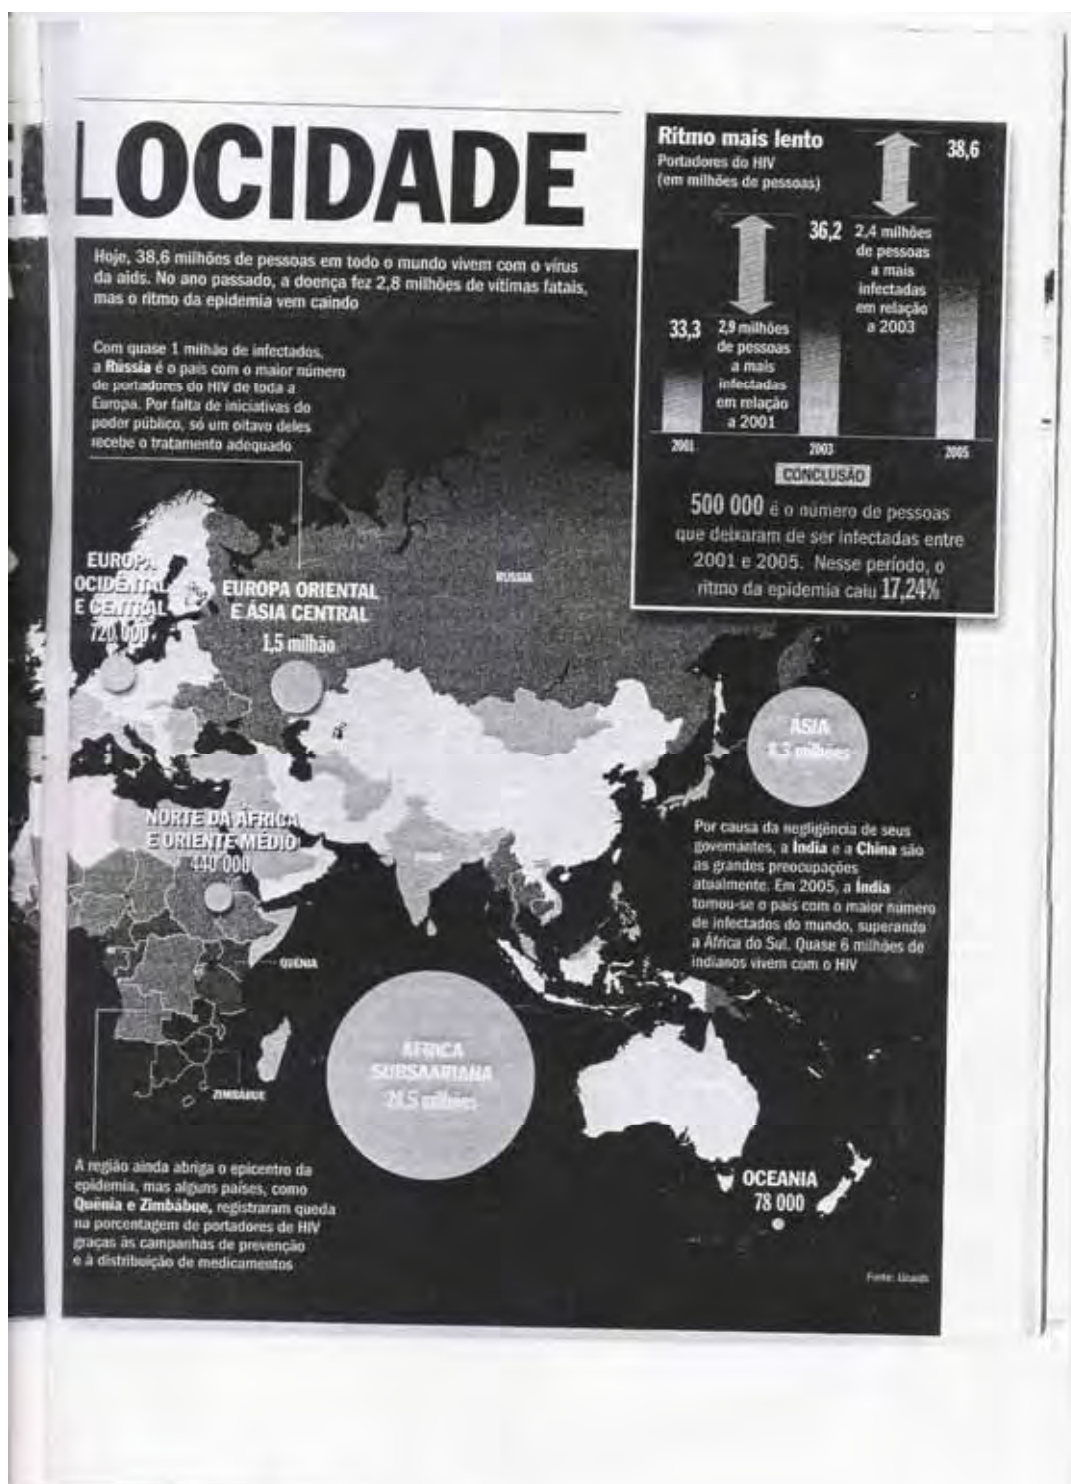 LOCIDADE
Hoje, 38,6 milhões de pessoas em todo o mundo vivem com o vírus
da aids. No ano passado, a doença fez 2,8 milhões de vítimas fatais,
mas o ritmo da epidemia vem caindo
Com quase 1 milhão de infectados,
a Rússia é o país com o maior número
de portadores do HIV de toda a
Europa. Por falta de iniciativas do
poder público, só um oitavo deles
recebe o tratamento adequado
Ritmo mais lento
Portadores do HIV
(em milhões de pessoas)
33,3
2,9 milhões
de pessoas
a mais
infectadas
em relação
a 2001
36,2
2,4 milhões
de pessoas
a mais
infectadas
em relação
a 2003
38,6
2001
2003
2005
CONCLUSÃO
500 000 é o número de pessoas
que deixaram de ser infectadas entre
2001 e 2005. Nesse período, o
ritmo da epidemia caiu 17,24%
EUROPA
OCIDENTAL
E CENTRAL
720 000
EUROPA ORIENTAL
E ÁSIA CENTRAL
1,5 milhão
RUSSIA
ÁSIA
8,3 milhões
NORTE DA ÁFRICA
E ORIENTE MÉDIO
440 000
Por causa da negligência de seus
governantes, a Índia e a China são
as grandes preocupações
atualmente. Em 2005, a Índia
tornou-se o país com o maior número
de infectados do mundo, superando
a África do Sul. Quase 6 milhões de
indianos vivem com o HIV
QUÊNIA
ÁFRICA
SUBSAARIANA
24,5 milhões
ZIMBÁBUE
A região ainda abriga o epicentro da
epidemia, mas alguns países, como
Quênia e Zimbábue, registraram queda
na porcentagem de portadores de HIV
graças às campanhas de prevenção
e à distribuição de medicamentos
OCEANIA
78 000
Fonte: Unaids